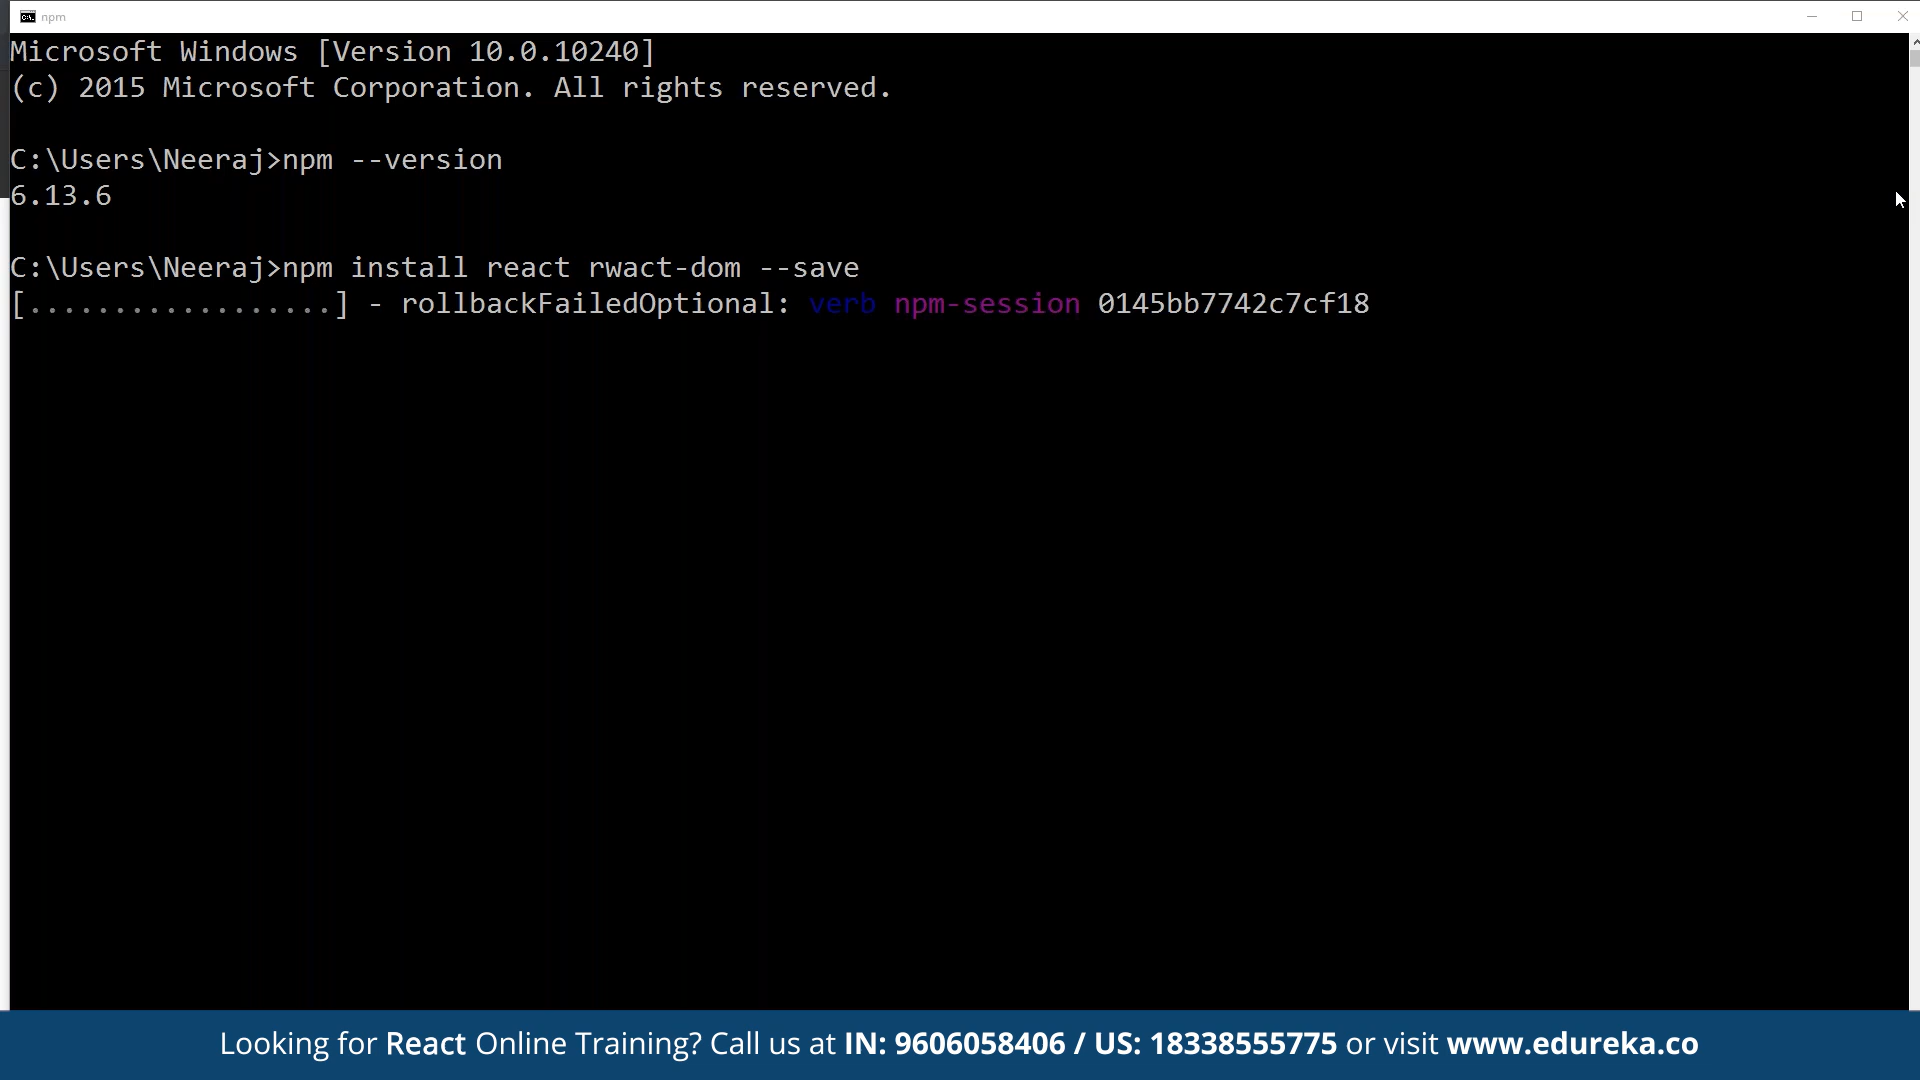 npm
Microsoft Windows [Version 10.0.10240]
(c) 2015 Microsoft Corporation. All rights reserved.
C:\Users\Neeraj>npm --version
6.13.6
C:\Users\Neeraj>npm install react rwact-dom --save
[..................] - rollbackFailedOptional: verb npm-session 0145bb7742c7cf18
Looking for React Online Training? Call us at IN: 9606058406 / US: 18338555775 or visit www.edureka.co